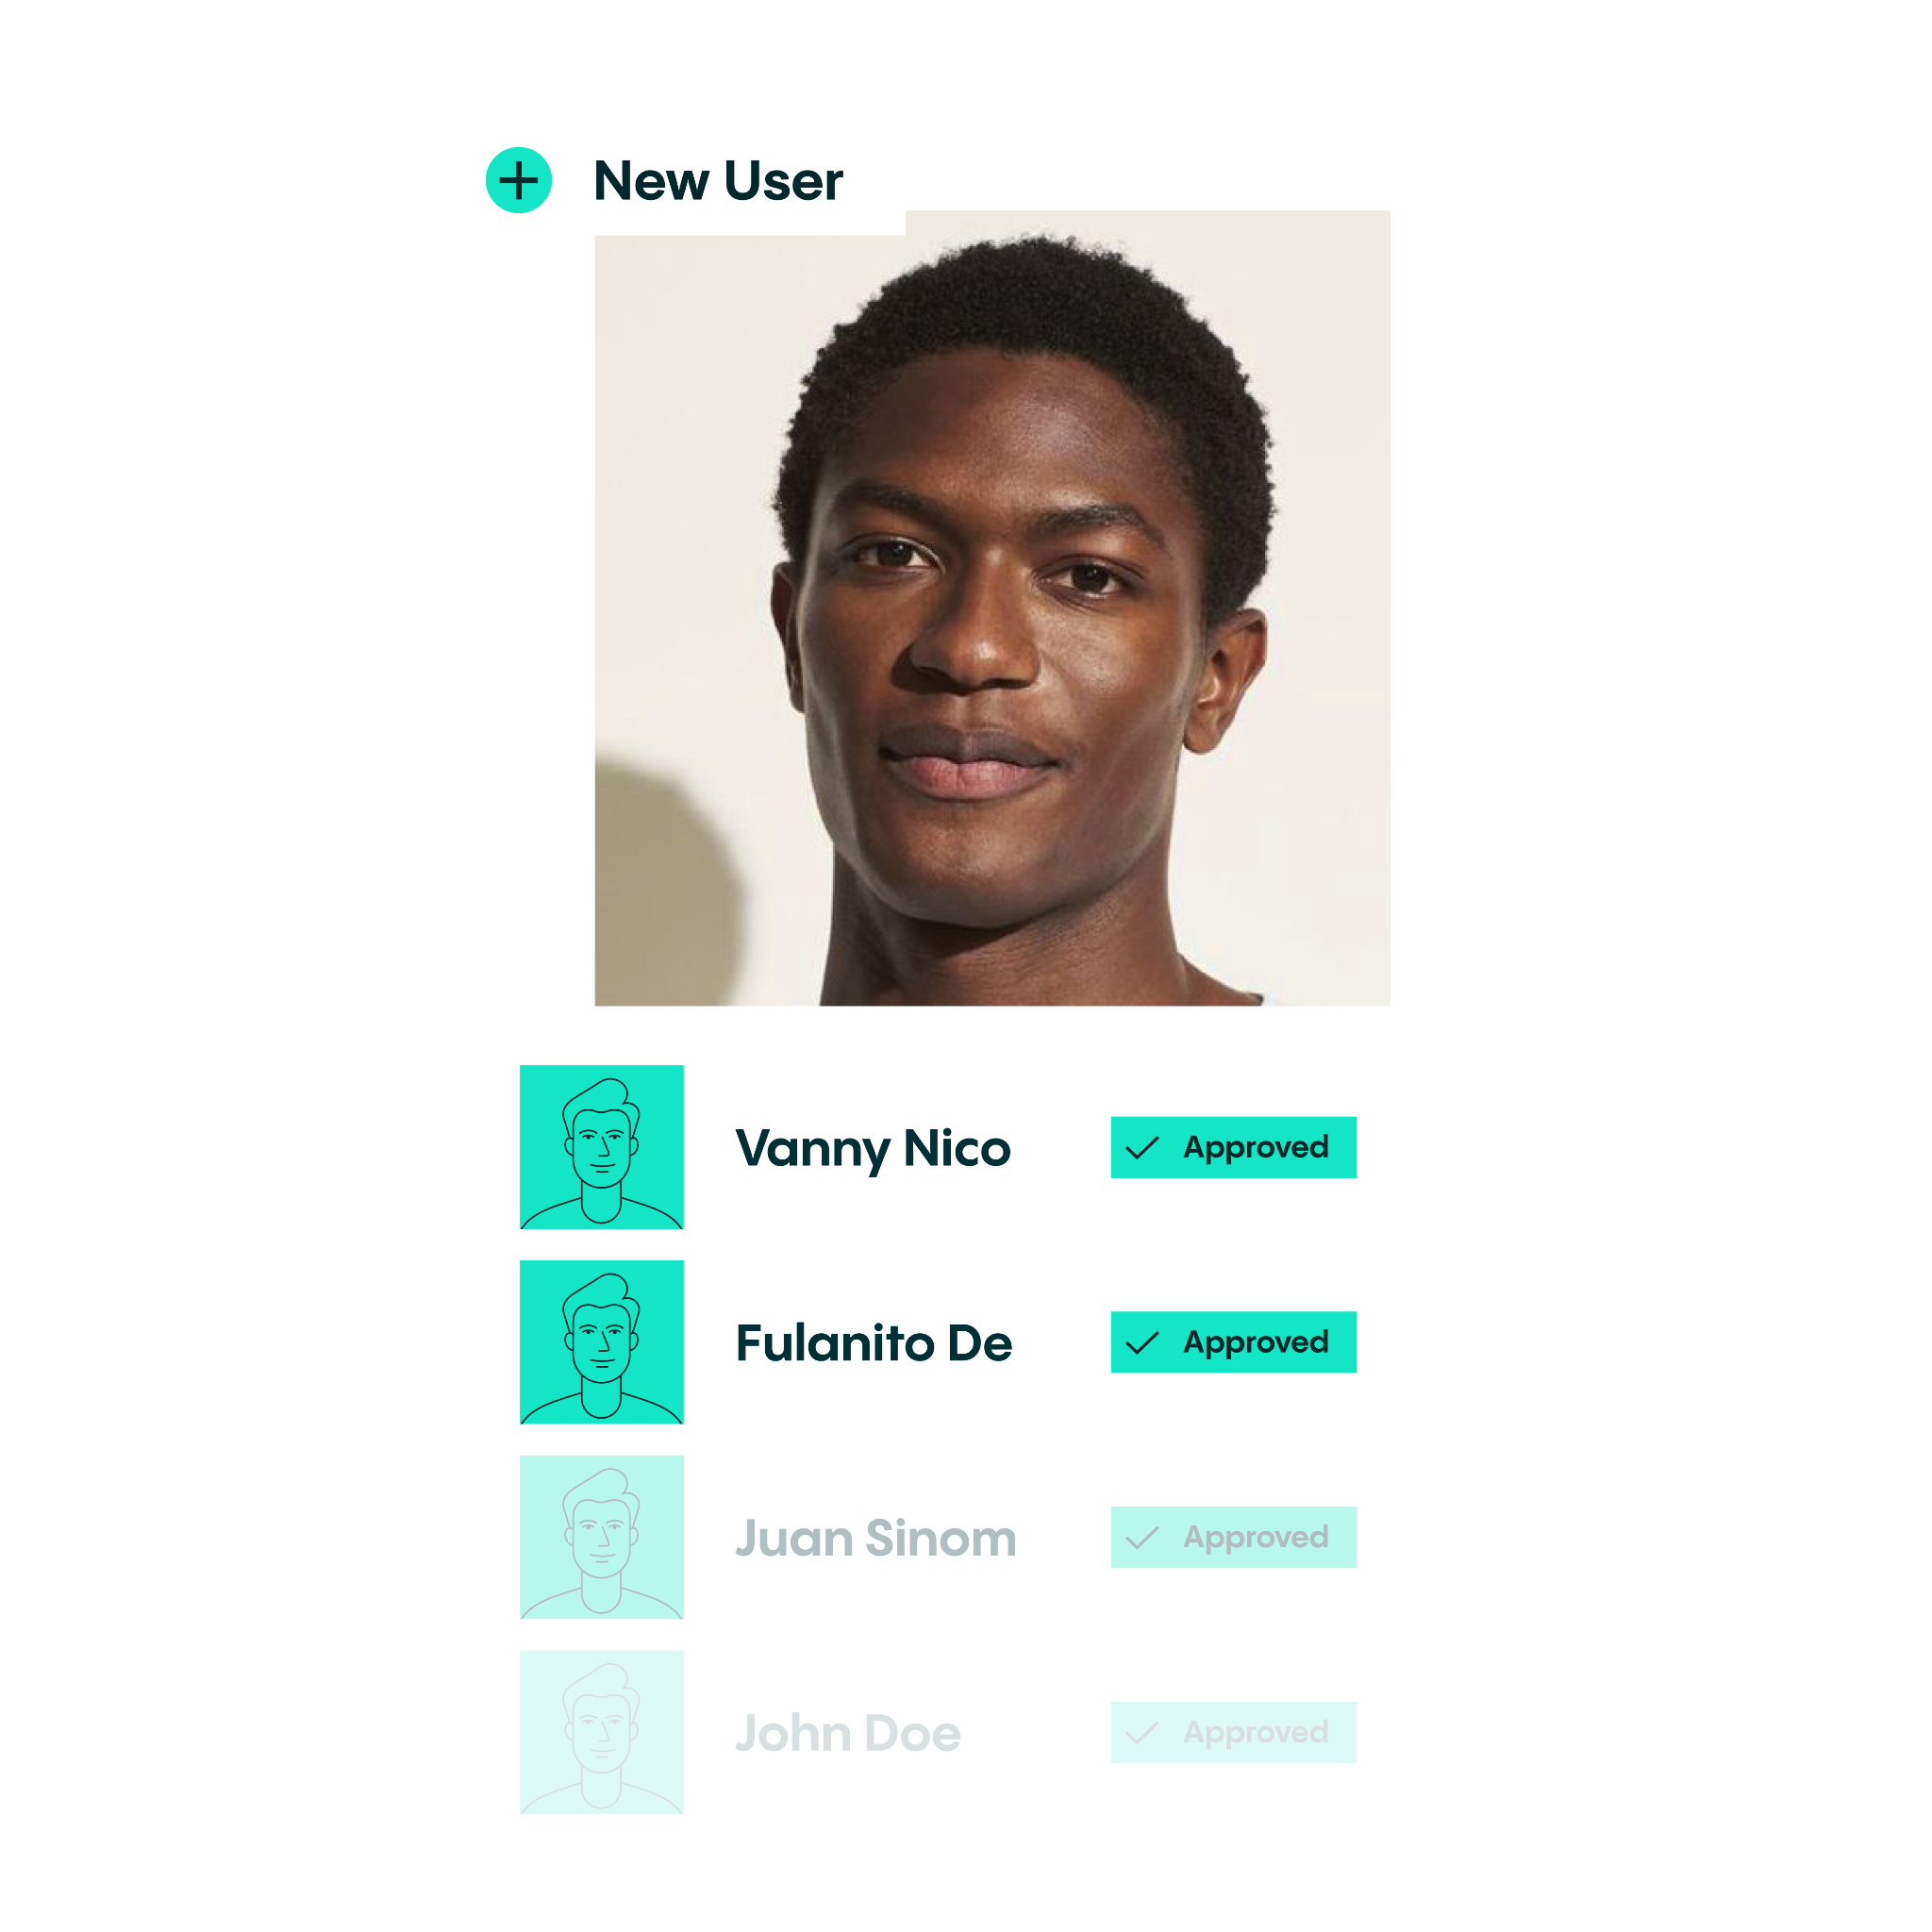 New User
Vanny Nico
Approved
Fulanito De
Approved
Juan Sinom
Approved
John Doe
Approved